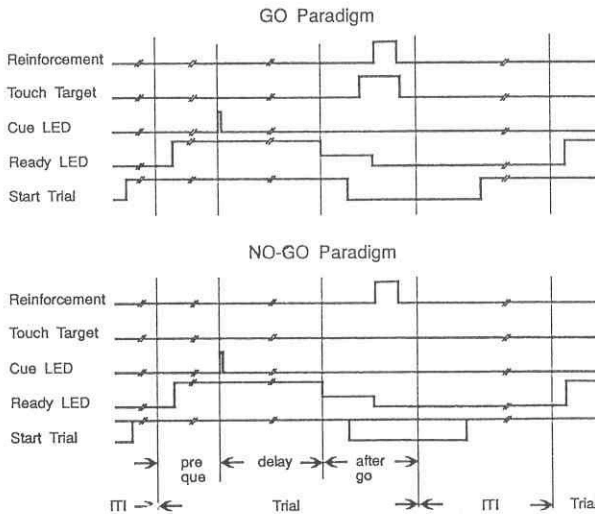 GO Paradigm
Reinforcement
Touch Target
Cue LED
Ready LED
Start Trial
NO-GO Paradigm
Reinforcement
Touch Target
Cue LED
Ready LED
Start Trial
pre delay after
que go
ITI Trial ITI Tria